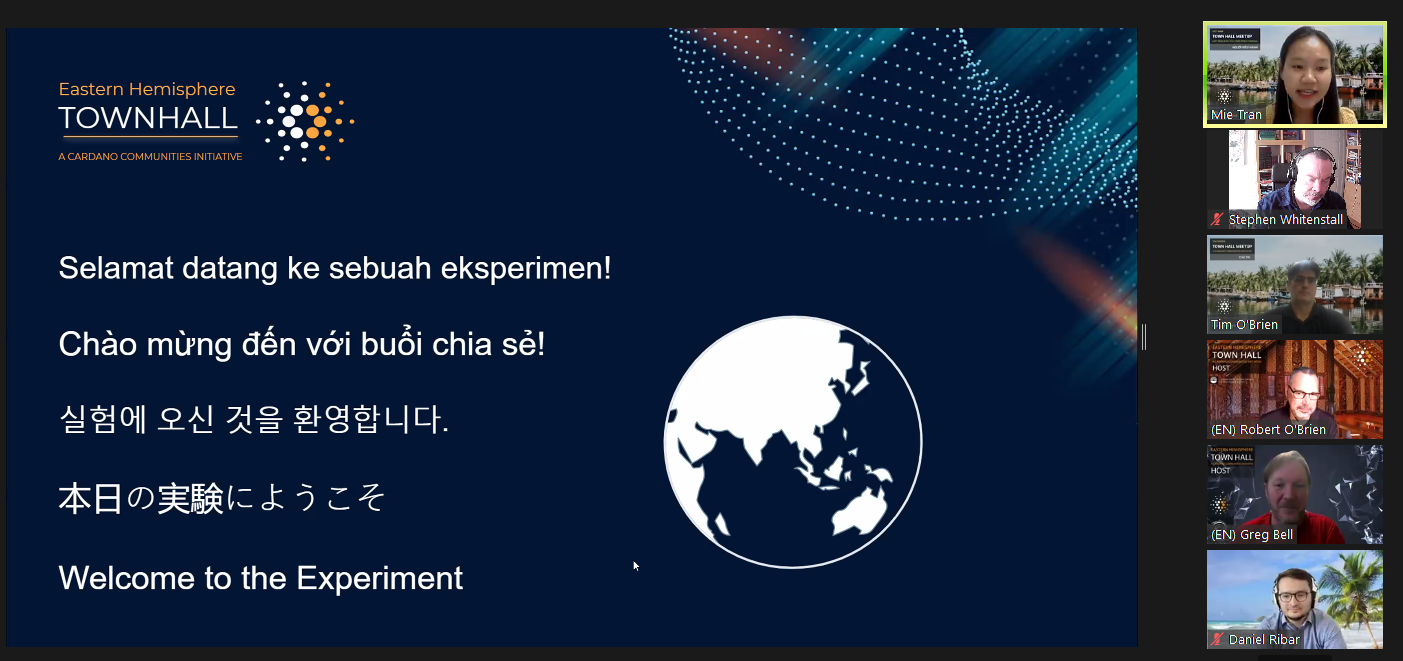 Eastern Hemisphere
TOWNHALL
A CARDANO COMMUNITIES INITIATIVE
Selamat datang ke sebuah eksperimen!
Chào mừng đến với buổi chia sẻ!
실험에 오신 것을 환영합니다.
本日の実験にようこそ
Welcome to the Experiment
TOWN HALL MEETUP
Mie Tran
Stephen Whitenstall
TOWN HALL MEETUP
Tim O'Brien
EASTERN HEMISPHERE
TOWN HALL
HOST
(EN) Robert O'Brien
EASTERN HEMISPHERE
TOWN HALL
HOST
(EN) Greg Bell
Daniel Ribar